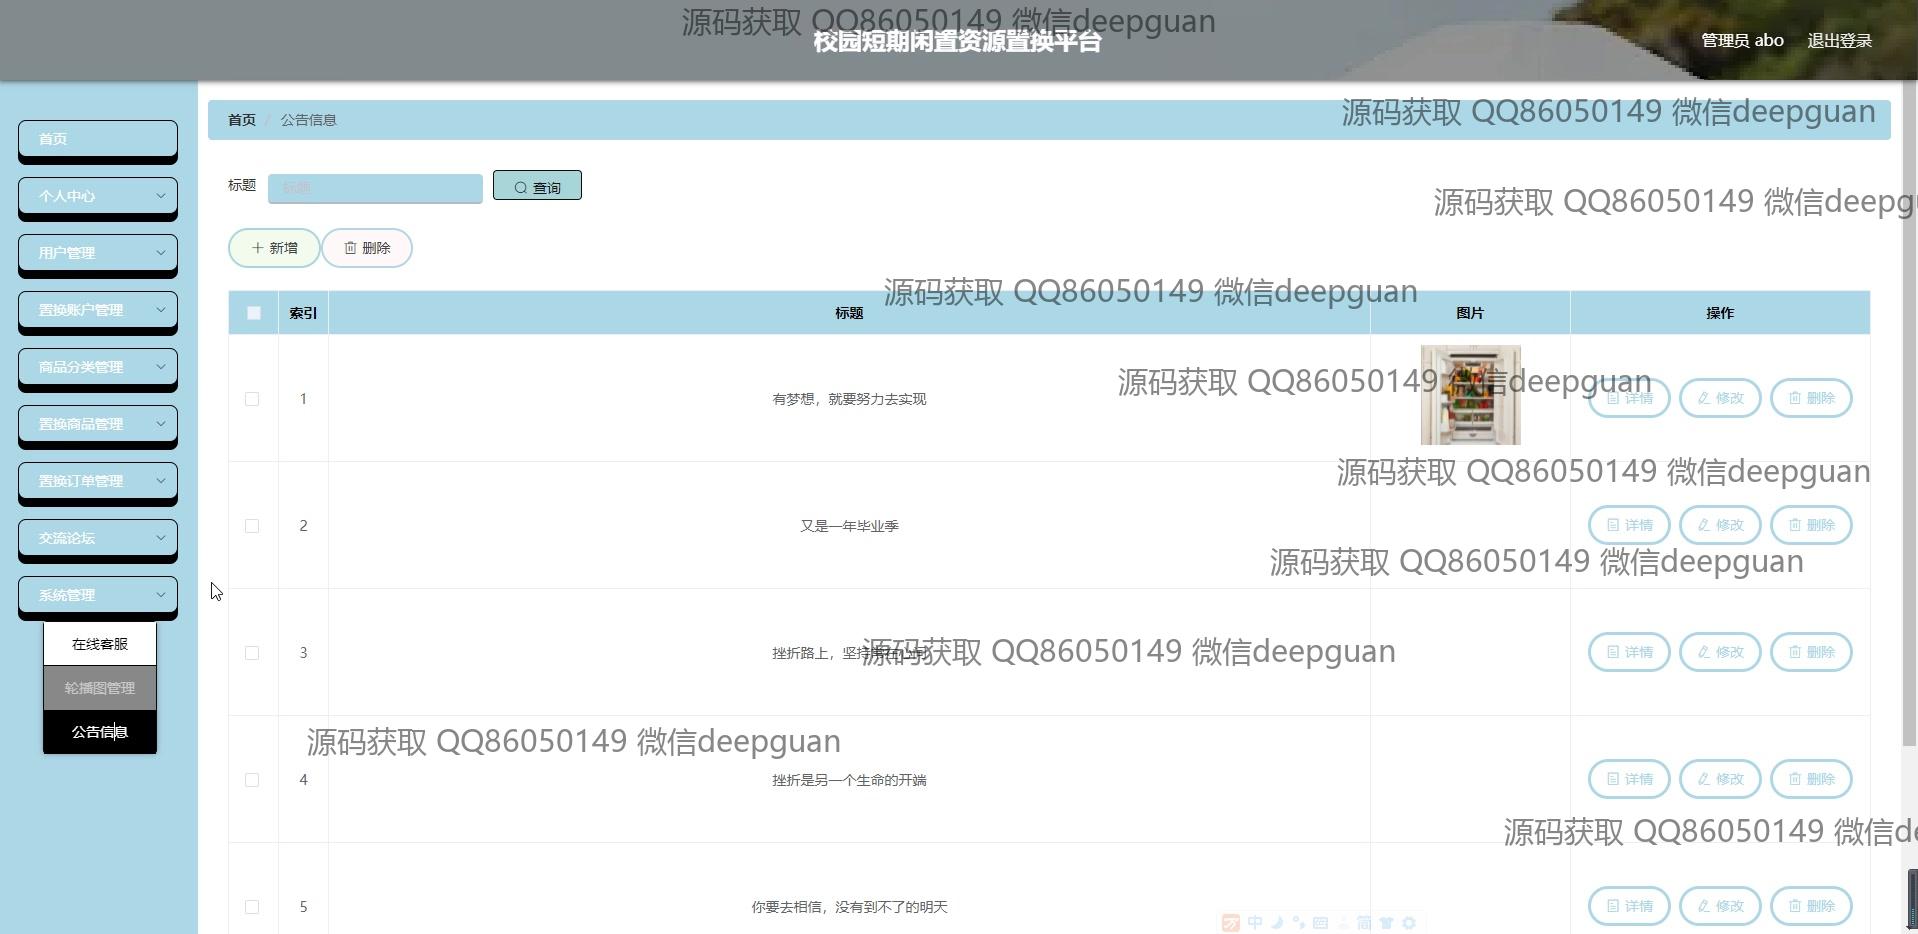 源码获取 QQ86050149 微信deepguan
校园短期闲置资源置换平台
管理员 abo 退出登录
首页 / 公告信息
源码获取 QQ86050149 微信deepguan
首页
个人中心
用户管理
置换账户管理
商品分类管理
置换商品管理
置换订单管理
交流论坛
系统管理
在线客服
轮播图管理
公告信息
标题 标题 查询
源码获取 QQ86050149 微信deepgu
新增 删除
源码获取 QQ86050149 微信deepguan
索引 标题 图片 操作
源码获取 QQ86050149 微信deepguan
1 有梦想，就要努力去实现 详情 修改 删除
源码获取 QQ86050149 微信deepguan
2 又是一年毕业季 详情 修改 删除
源码获取 QQ86050149 微信deepguan
3 挫折路上，坚持 详情 修改 删除
源码获取 QQ86050149 微信deepguan
源码获取 QQ86050149 微信deepguan
4 挫折是另一个生命的开端 详情 修改 删除
源码获取 QQ86050149 微信de
5 你要去相信，没有到不了的明天 详情 修改 删除
中 简